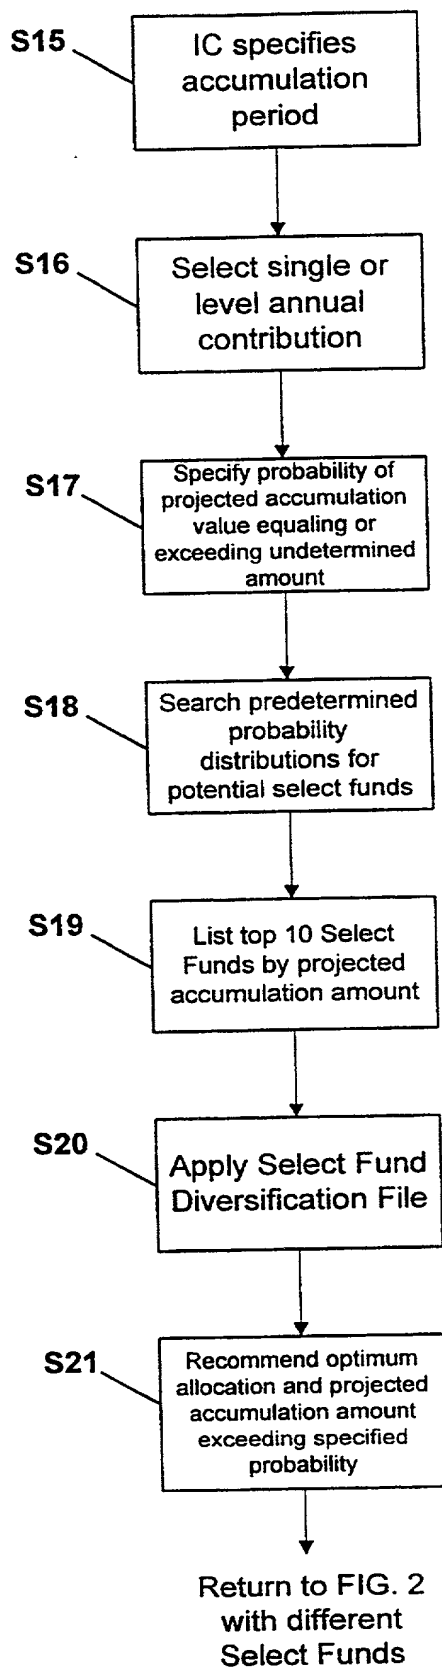 S15
IC specifies
accumulation
period
S16
Select single or
level annual
contribution
S17
Specify probability of
projected accumulation
value equaling or
exceeding undetermined
amount
S18
Search predetermined
probability
distributions for
potential select funds
S19
List top 10 Select
Funds by projected
accumulation amount
S20
Apply Select Fund
Diversification File
S21
Recommend optimum
allocation and projected
accumulation amount
exceeding specified
probability
Return to FIG. 2
with different
Select Funds